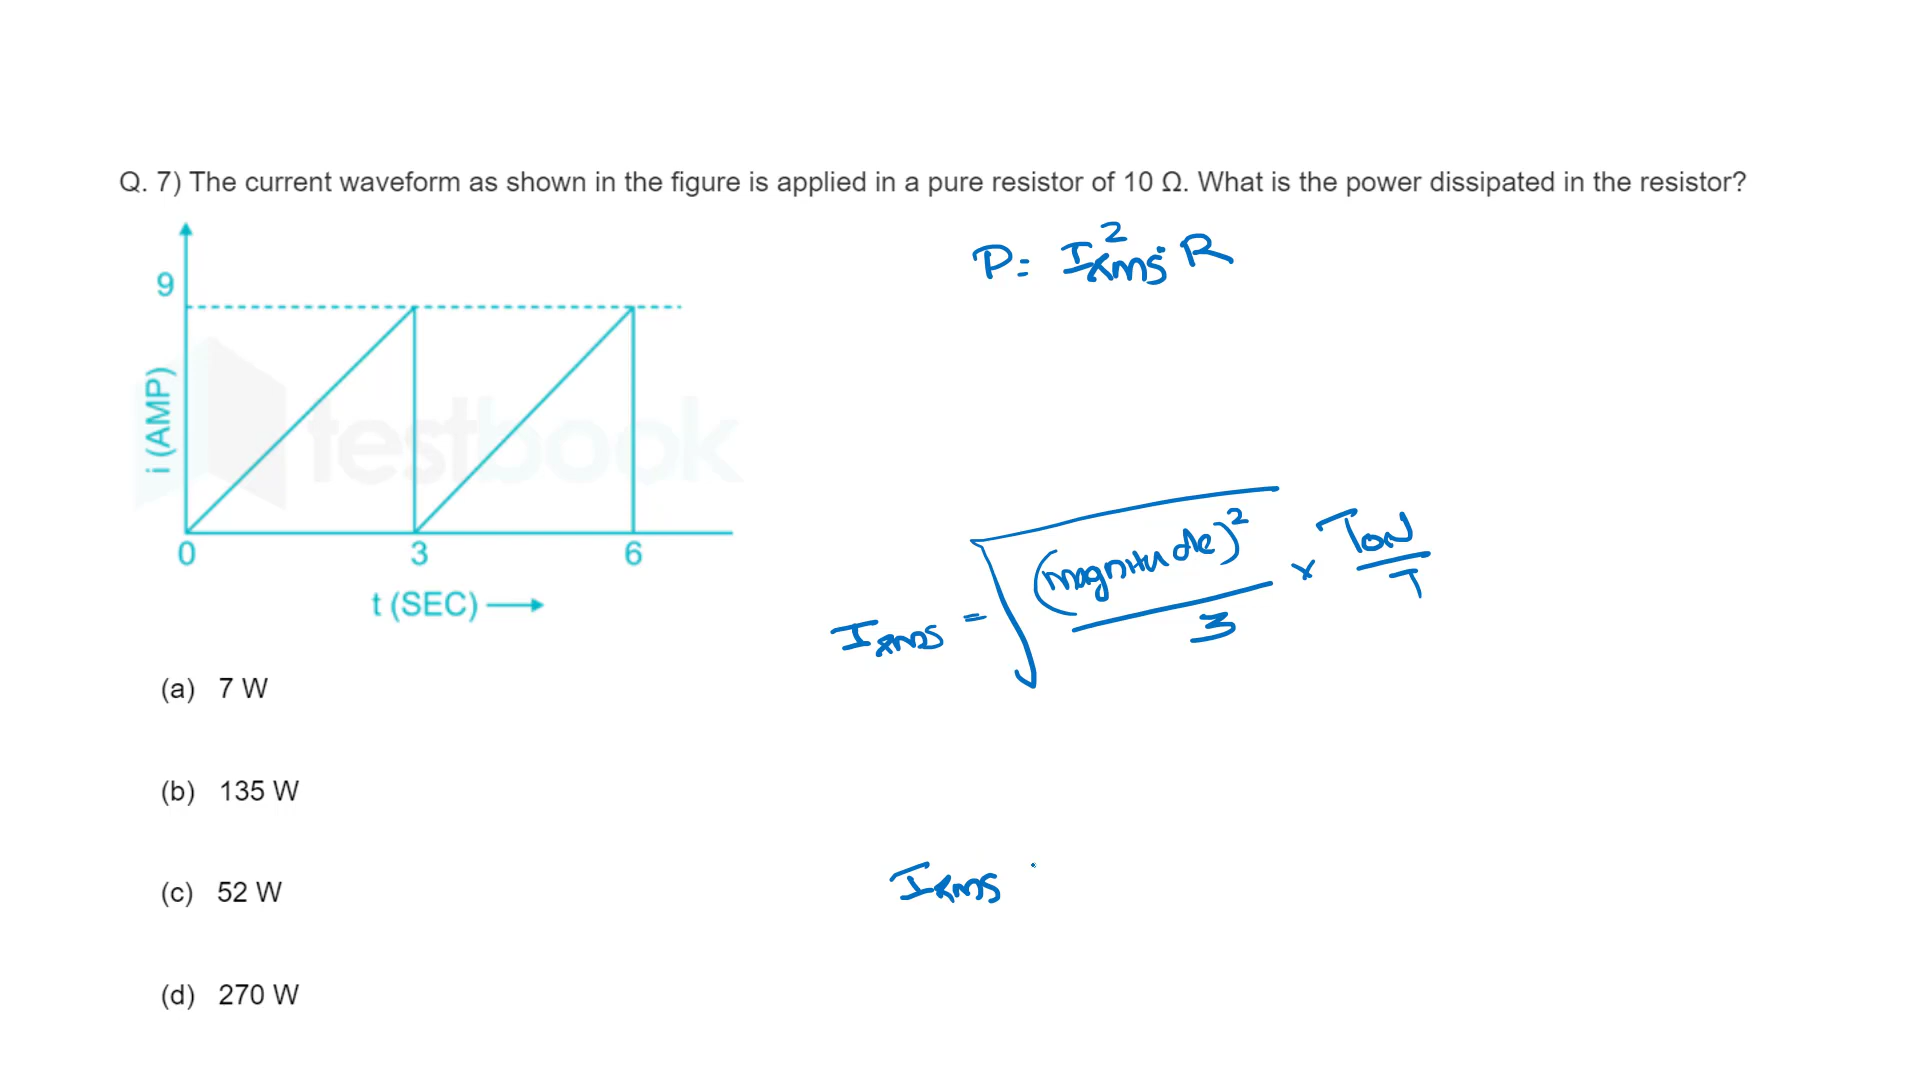 Q. 7) The current waveform as shown in the figure is applied in a pure resistor of 10 Ω. What is the power dissipated in the resistor?
P = I²rms · R
9
i (AMP)
testbook
0 3 6
t (SEC)
Irms = √((magnitude)²/3 × TON/T)
(a) 7 W
(b) 135 W
(c) 52 W
Irms
(d) 270 W